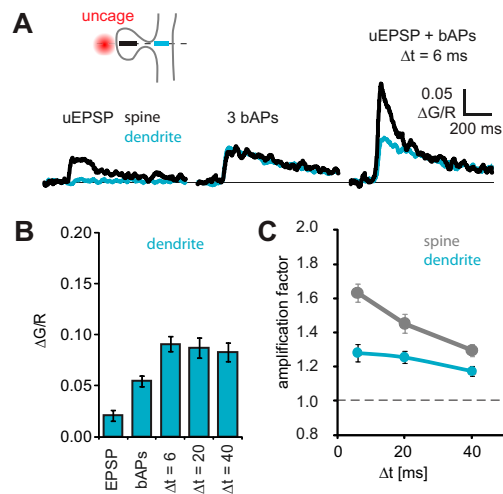 A
uncage
uEPSP spine
dendrite
3 bAPs
uEPSP + bAPs
Δt = 6 ms
0.05
ΔG/R
200 ms
B
dendrite
ΔG/R
0.20
0.15
0.10
0.05
0.00
EPSP
bAPs
Δt = 6
Δt = 20
Δt = 40
C
spine
dendrite
amplification factor
2.0
1.8
1.6
1.4
1.2
1.0
0.8
0 20 40
Δt [ms]